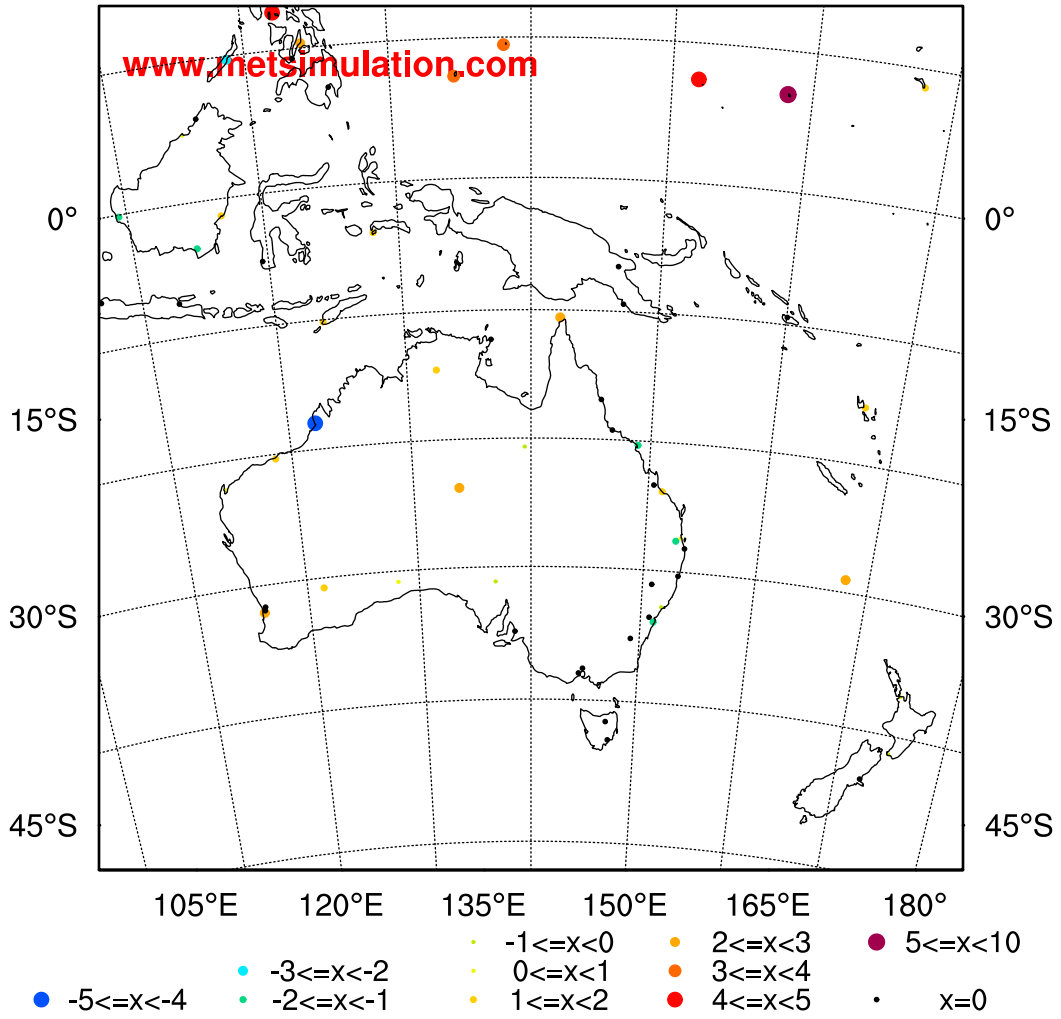 www.metsimulation.com
0° 0°
15°S 15°S
30°S 30°S
45°S 45°S
105°E 120°E 135°E 150°E 165°E 180°
-1<=x<0 2<=x<3 5<=x<10
-3<=x<-2 0<=x<1 3<=x<4
-5<=x<-4 -2<=x<-1 1<=x<2 4<=x<5 x=0